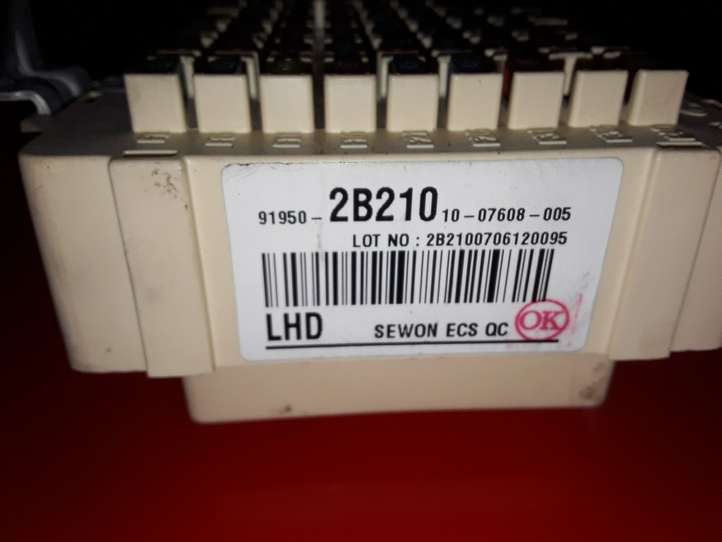 91950-2B210 10-07608-005
LOT NO : 2B2100706120095
LHD SEWON ECS QC OK